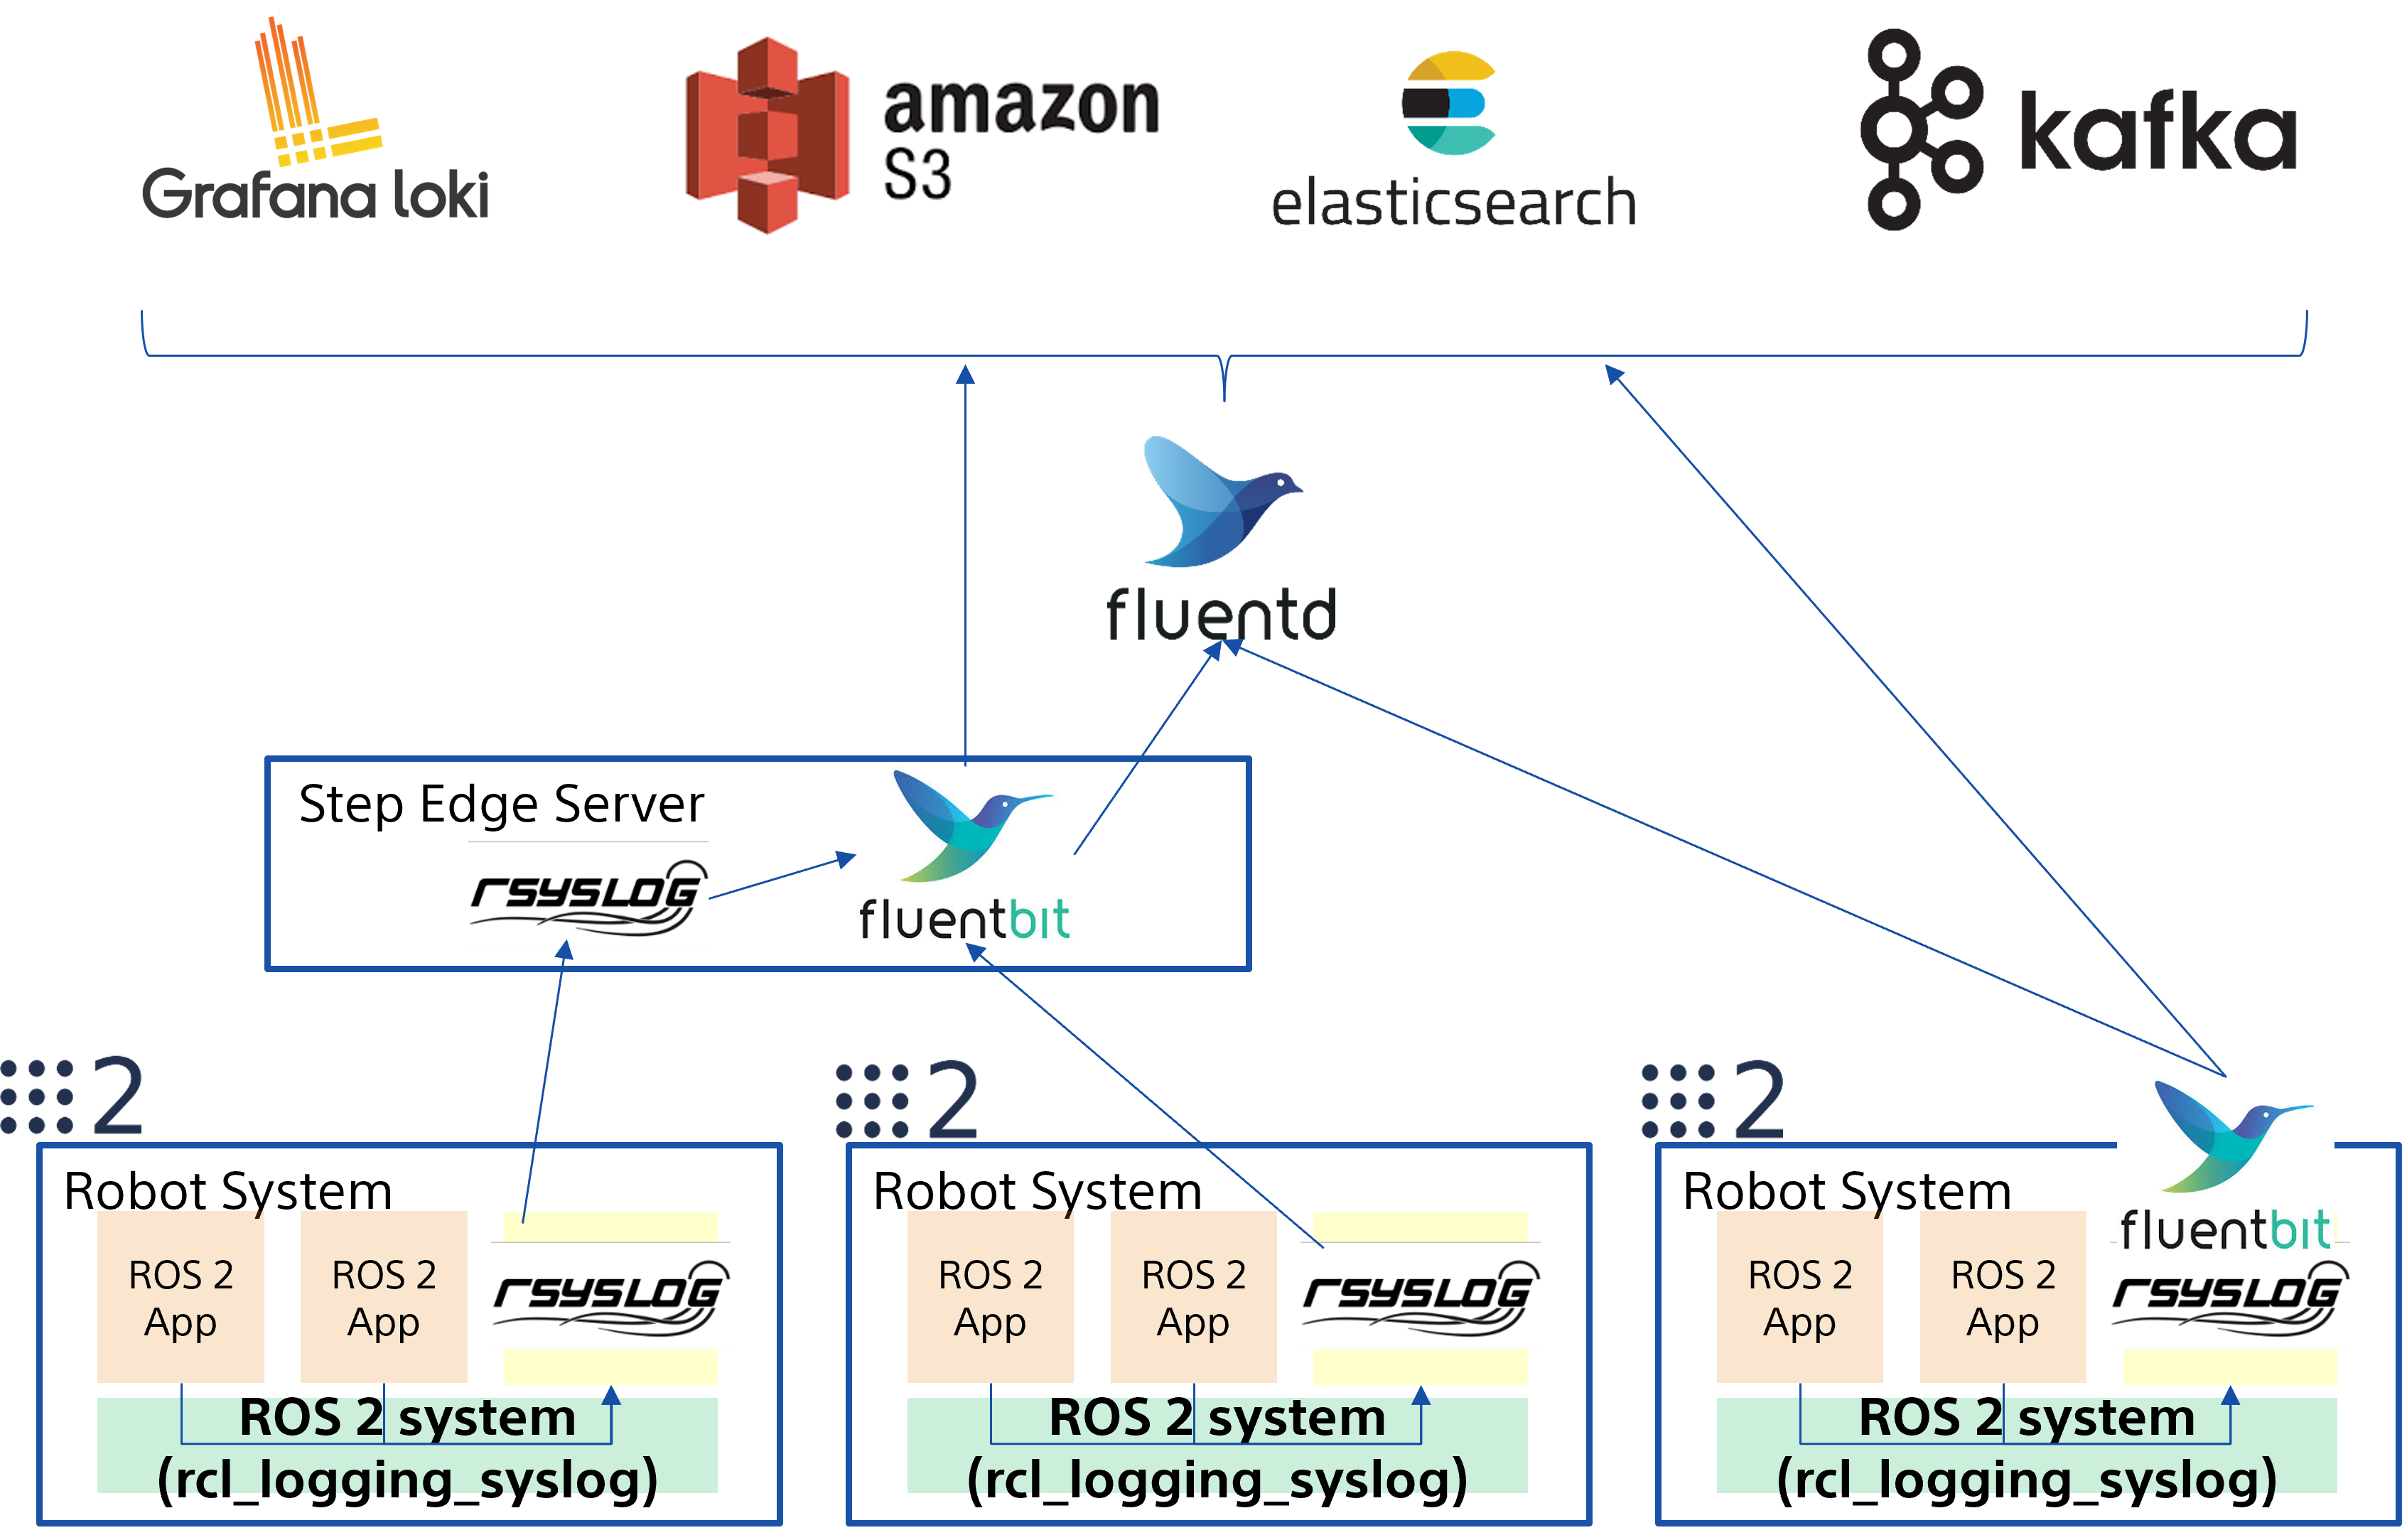 Grafana loki
amazon
S3
elasticsearch
kafka
fluentd
Step Edge Server
rsyslog
fluentbit
2
2
2
Robot System
ROS 2
App
ROS 2
App
rsyslog
ROS 2 system
(rcl_logging_syslog)
Robot System
ROS 2
App
ROS 2
App
rsyslog
ROS 2 system
(rcl_logging_syslog)
Robot System
fluentbit
ROS 2
App
ROS 2
App
rsyslog
ROS 2 system
(rcl_logging_syslog)